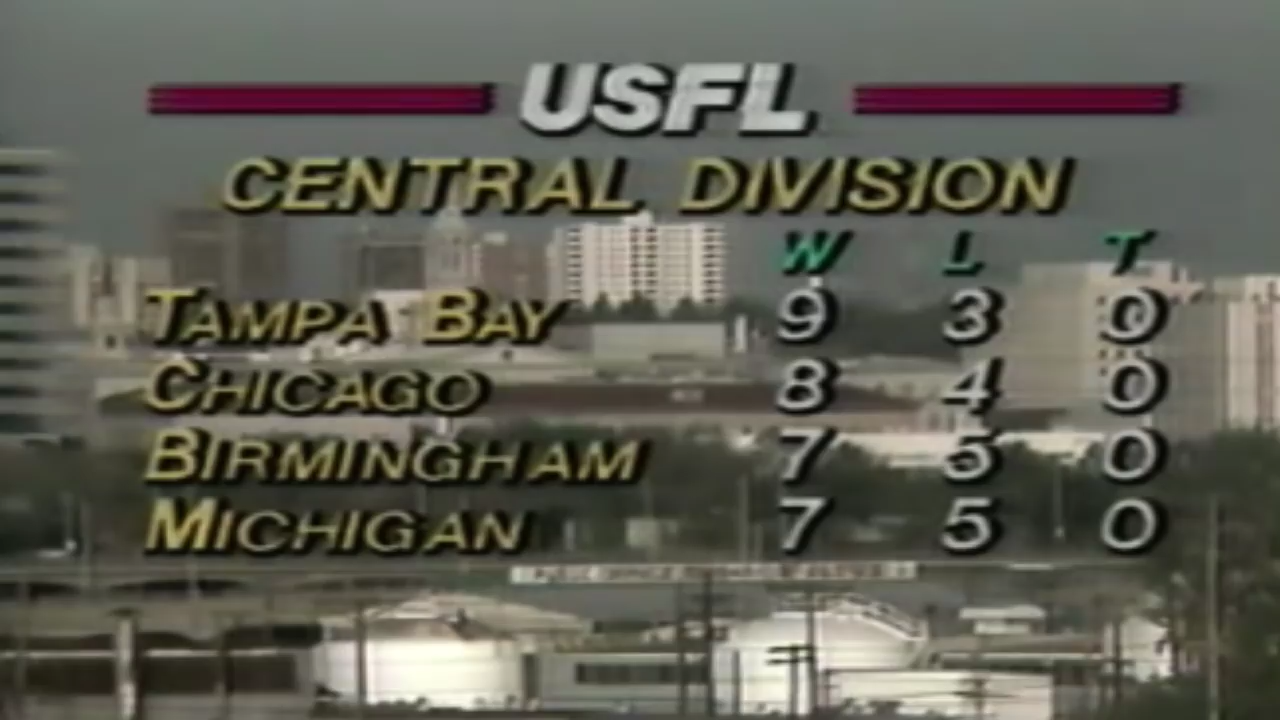 USFL
CENTRAL DIVISION
W L T
TAMPA BAY 9 3 0
CHICAGO 8 4 0
BIRMINGHAM 7 5 0
MICHIGAN 7 5 0